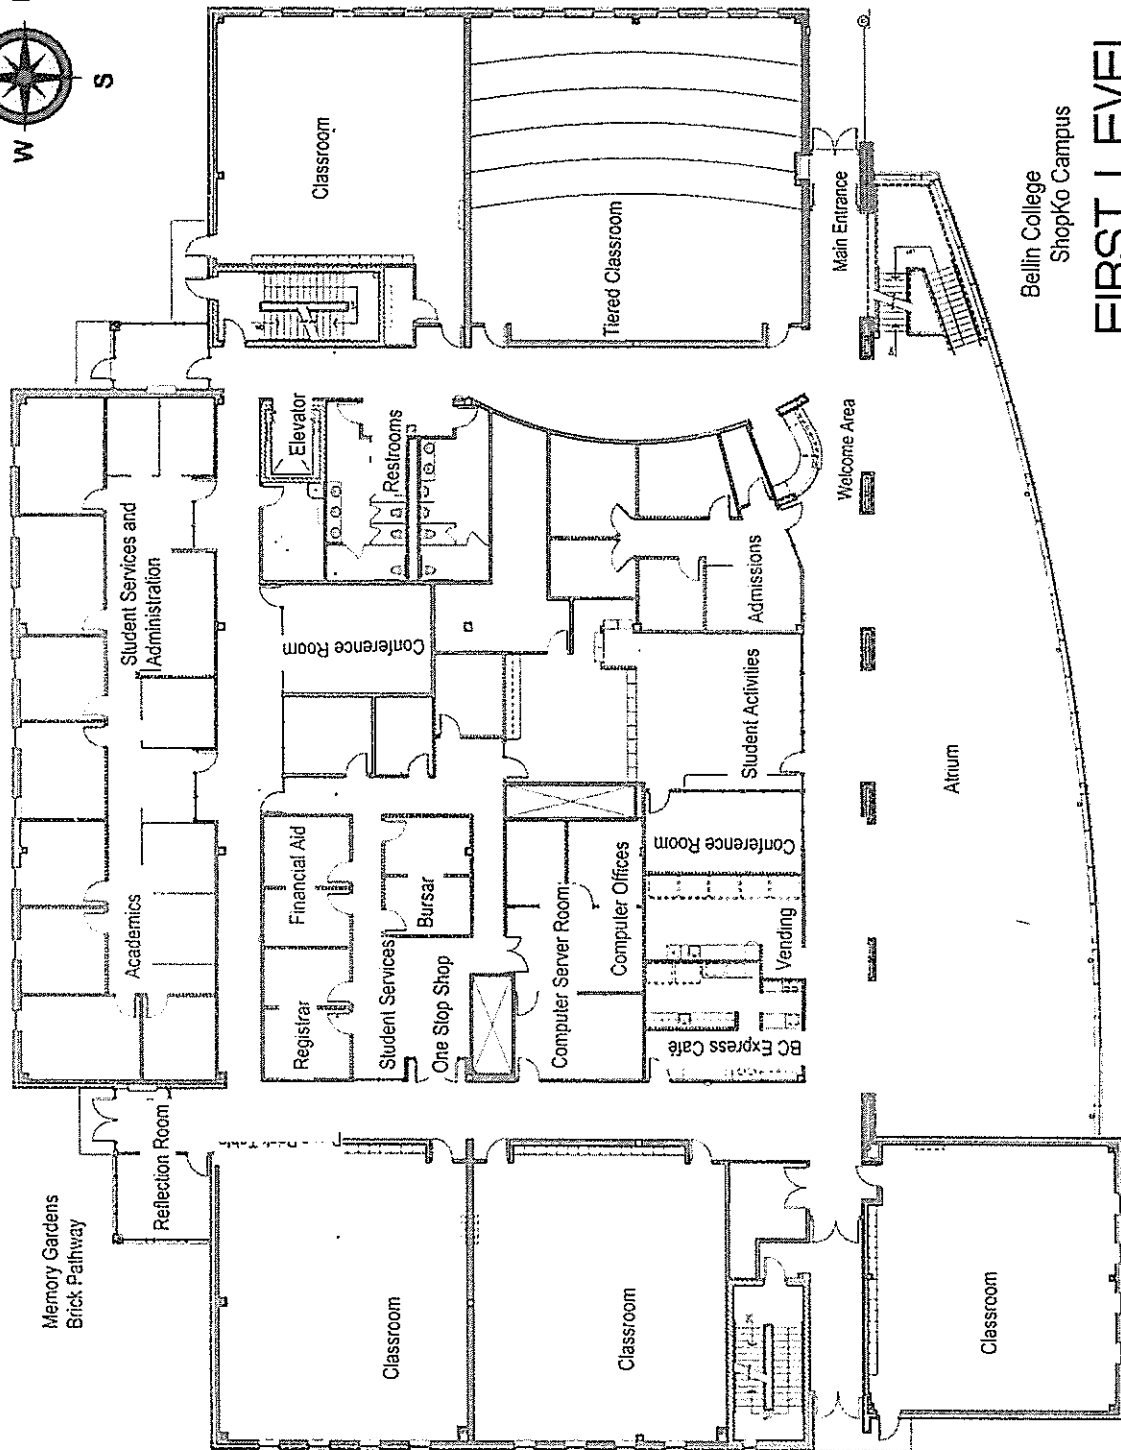 W
S
Memory Gardens
Brick Pathway
Reflection Room
Classroom
Classroom
Classroom
Academics
Student Services and
Administration
Registrar
Financial Aid
Student Services
One Stop Shop
Bursar
Conference Room
Elevator
Restrooms
Computer Server Room
Computer Offices
BC Express Café
Vending
Conference Room
Student Activities
Admissions
Welcome Area
Atrium
Classroom
Tiered Classroom
Main Entrance
Bellin College
ShopKo Campus
FIRST LEVEL